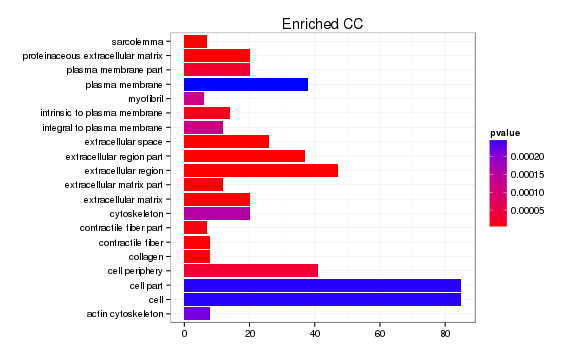 Enriched CC
sarcolemma
proteinaceous extracellular matrix
plasma membrane part
plasma membrane
myofibril
intrinsic to plasma membrane
integral to plasma membrane
extracellular space
extracellular region part
extracellular region
extracellular matrix part
extracellular matrix
cytoskeleton
contractile fiber part
contractile fiber
collagen
cell periphery
cell part
cell
actin cytoskeleton
0 20 40 60 80
pvalue
0.00020
0.00015
0.00010
0.00005